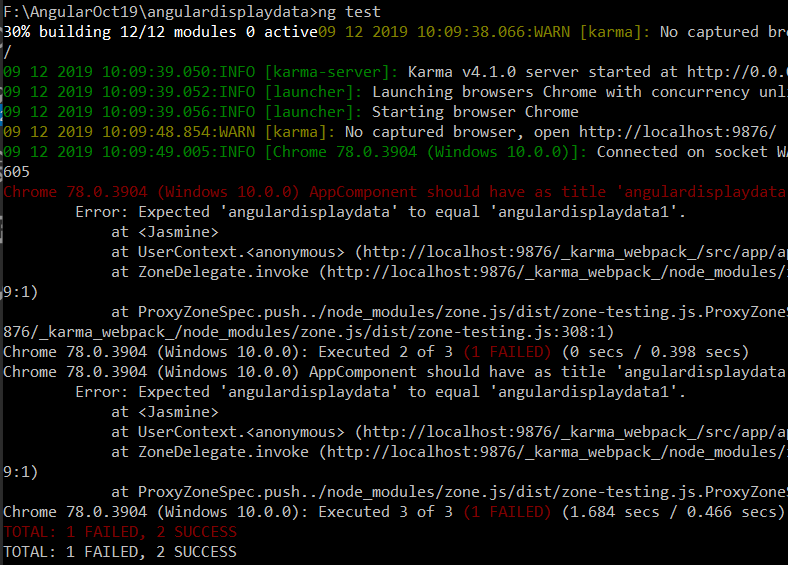 F:\AngularOct19\angulardisplaydata>ng test
30% building 12/12 modules 0 active09 12 2019 10:09:38.066:WARN [karma]: No captured
/
09 12 2019 10:09:39.050:INFO [karma-server]: Karma v4.1.0 server started at http://0.0.
09 12 2019 10:09:39.052:INFO [launcher]: Launching browsers Chrome with concurrency unl
09 12 2019 10:09:39.056:INFO [launcher]: Starting browser Chrome
09 12 2019 10:09:48.854:WARN [karma]: No captured browser, open http://localhost:9876/
09 12 2019 10:09:49.005:INFO [Chrome 78.0.3904 (Windows 10.0.0)]: Connected on socket
605
Chrome 78.0.3904 (Windows 10.0.0) AppComponent should have as title 'angulardisplaydata
Error: Expected 'angulardisplaydata' to equal 'angulardisplaydata1'.
at <Jasmine>
at UserContext.<anonymous> (http://localhost:9876/_karma_webpack_/src/app/ap
at ZoneDelegate.invoke (http://localhost:9876/_karma_webpack_/node_modules/
9:1)
at ProxyZoneSpec.push../node_modules/zone.js/dist/zone-testing.js.ProxyZoneS
876/_karma_webpack_/node_modules/zone.js/dist/zone-testing.js:308:1)
Chrome 78.0.3904 (Windows 10.0.0): Executed 2 of 3 (1 FAILED) (0 secs / 0.398 secs)
Chrome 78.0.3904 (Windows 10.0.0) AppComponent should have as title 'angulardisplaydata
Error: Expected 'angulardisplaydata' to equal 'angulardisplaydata1'.
at <Jasmine>
at UserContext.<anonymous> (http://localhost:9876/_karma_webpack_/src/app/ap
at ZoneDelegate.invoke (http://localhost:9876/_karma_webpack_/node_modules/
9:1)
at ProxyZoneSpec.push../node_modules/zone.js/dist/zone-testing.js.ProxyZoneS
876/_karma_webpack_/node_modules/zone.js/dist/zone-testing.js:308:1)
Chrome 78.0.3904 (Windows 10.0.0): Executed 3 of 3 (1 FAILED) (1.684 secs / 0.466 secs)
TOTAL: 1 FAILED, 2 SUCCESS
TOTAL: 1 FAILED, 2 SUCCESS